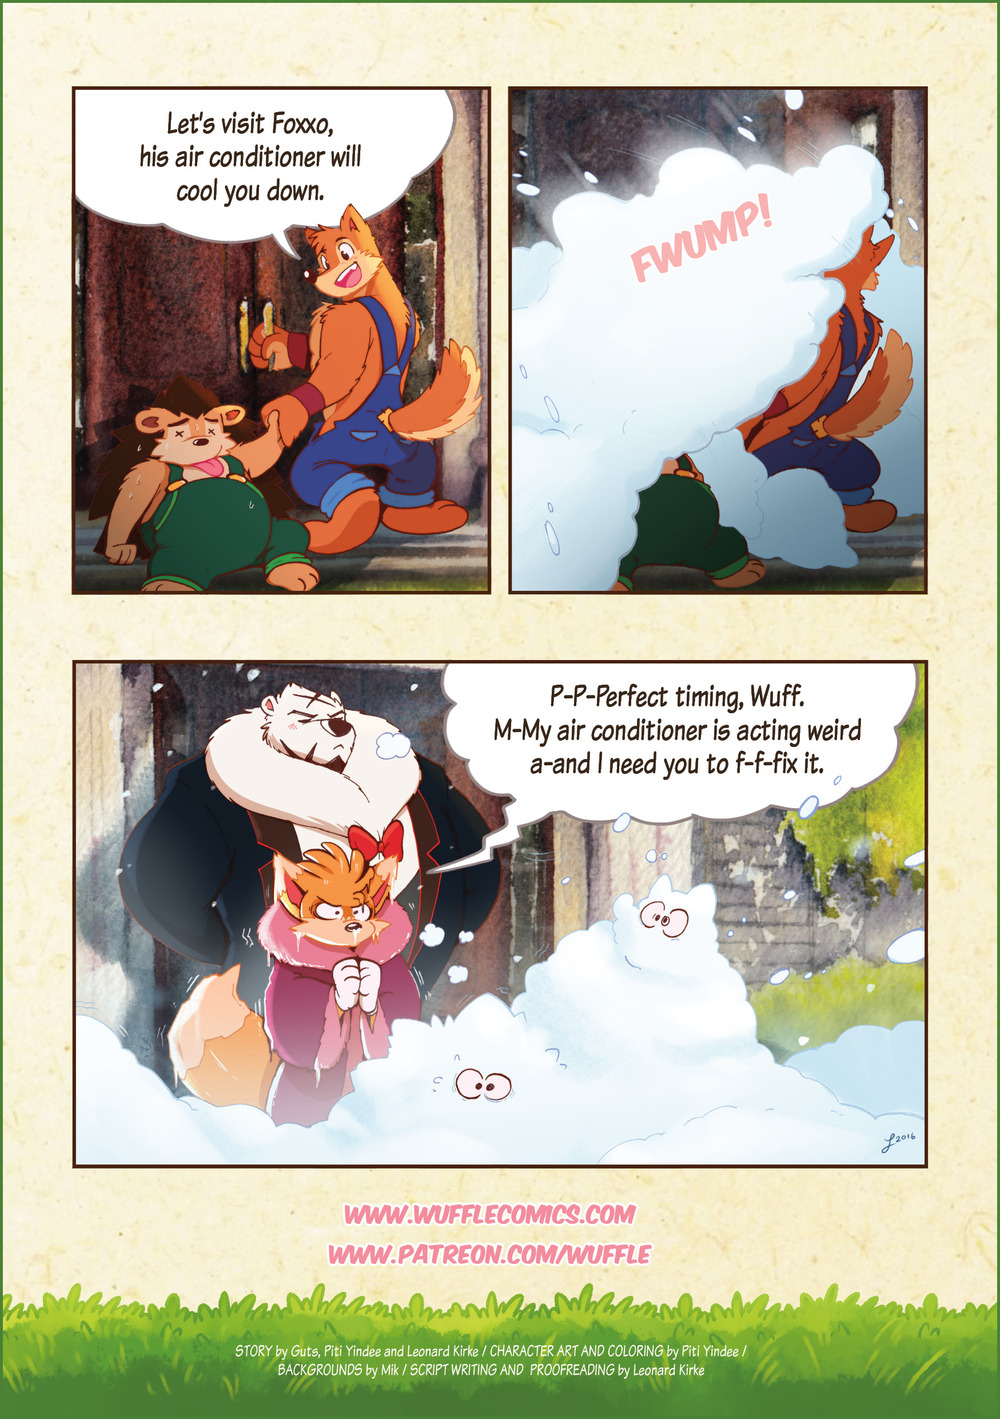 Let's visit Foxxo,
his air conditioner will
cool you down.
FWUMP!
P-P-Perfect timing, Wuff.
M-My air conditioner is acting weird
a-and I need you to f-f-fix it.
2016
WWW.WUFFLECOMICS.COM
WWW.PATREON.COM/WUFFLE
STORY by Guts, Piti Yindee and Leonard Kirke / CHARACTER ART AND COLORING by Piti Yindee /
BACKGROUNDS by Mik / SCRIPT WRITING AND PROOFREADING by Leonard Kirke